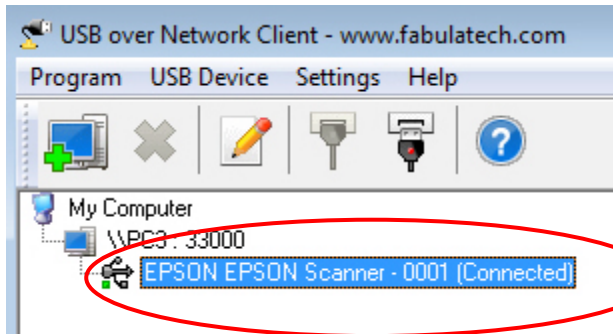 USB over Network Client - www.fabulatech.com
Program USB Device Settings Help
My Computer
\\PC3 : 33000
EPSON EPSON Scanner - 0001 (Connected)